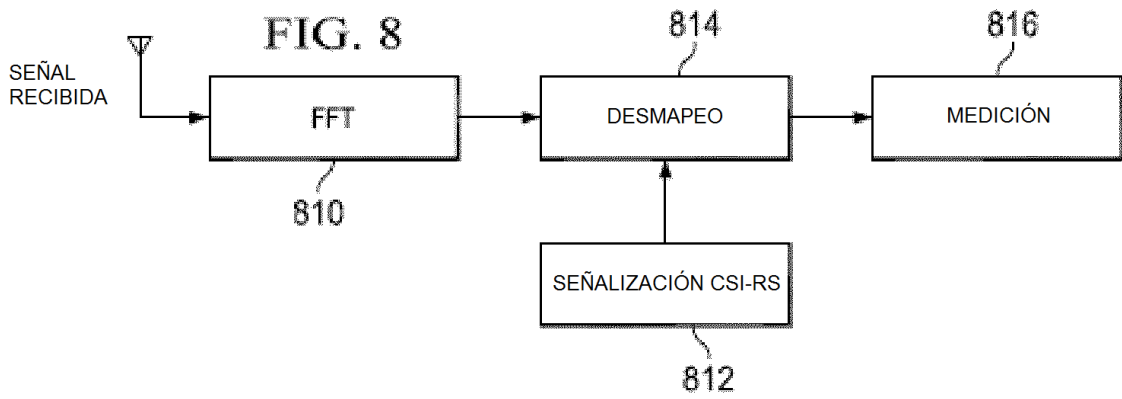 FIG. 8
814
816
SEÑAL
RECIBIDA
FFT
DESMAPEO
MEDICIÓN
810
SEÑALIZACIÓN CSI-RS
812